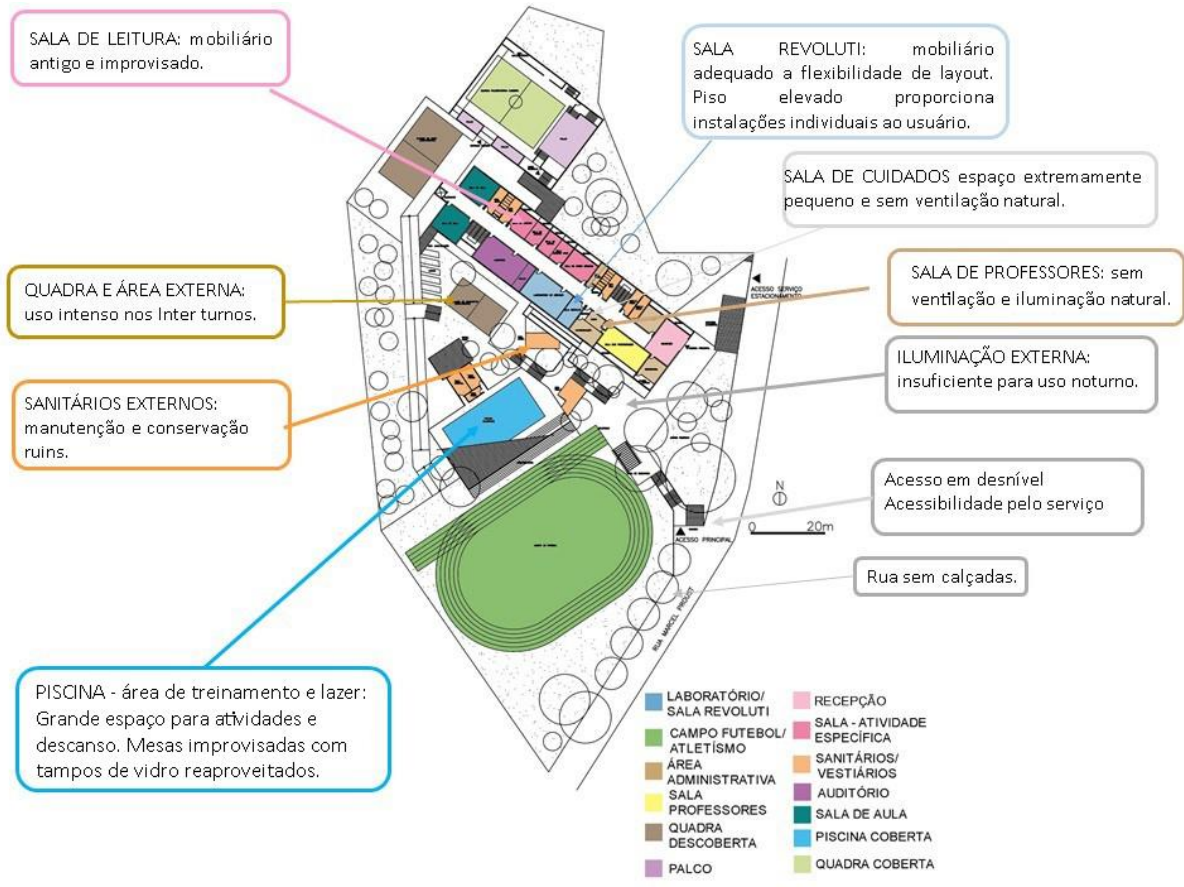 SALA DE LEITURA: mobiliário
antigo e improvisado.
SALA REVOLUTI: mobiliário
adequado a flexibilidade de layout.
Piso elevado proporciona
instalações individuais ao usuário.
SALA DE CUIDADOS espaço extremamente
pequeno e sem ventilação natural.
QUADRA E ÁREA EXTERNA:
uso intenso nos Inter turnos.
SALA DE PROFESSORES: sem
ventilação e iluminação natural.
ACESSO SERVIÇO
ESTACIONAMENTO
ILUMINAÇÃO EXTERNA:
insuficiente para uso noturno.
SANITÁRIOS EXTERNOS:
manutenção e conservação
ruins.
Acesso em desnível
Acessibilidade pelo serviço
N
0 20m
ACESSO PRINCIPAL
Rua sem calçadas.
RUA MARCEL PROUST
PISCINA - área de treinamento e lazer:
Grande espaço para atividades e
descanso. Mesas improvisadas com
tampos de vidro reaproveitados.
LABORATÓRIO/
SALA REVOLUTI
CAMPO FUTEBOL/
ATLETÍSMO
ÁREA
ADMINISTRATIVA
SALA
PROFESSORES
QUADRA
DESCOBERTA
PALCO
RECEPÇÃO
SALA - ATIVIDADE
ESPECÍFICA
SANITÁRIOS/
VESTIÁRIOS
AUDITÓRIO
SALA DE AULA
PISCINA COBERTA
QUADRA COBERTA